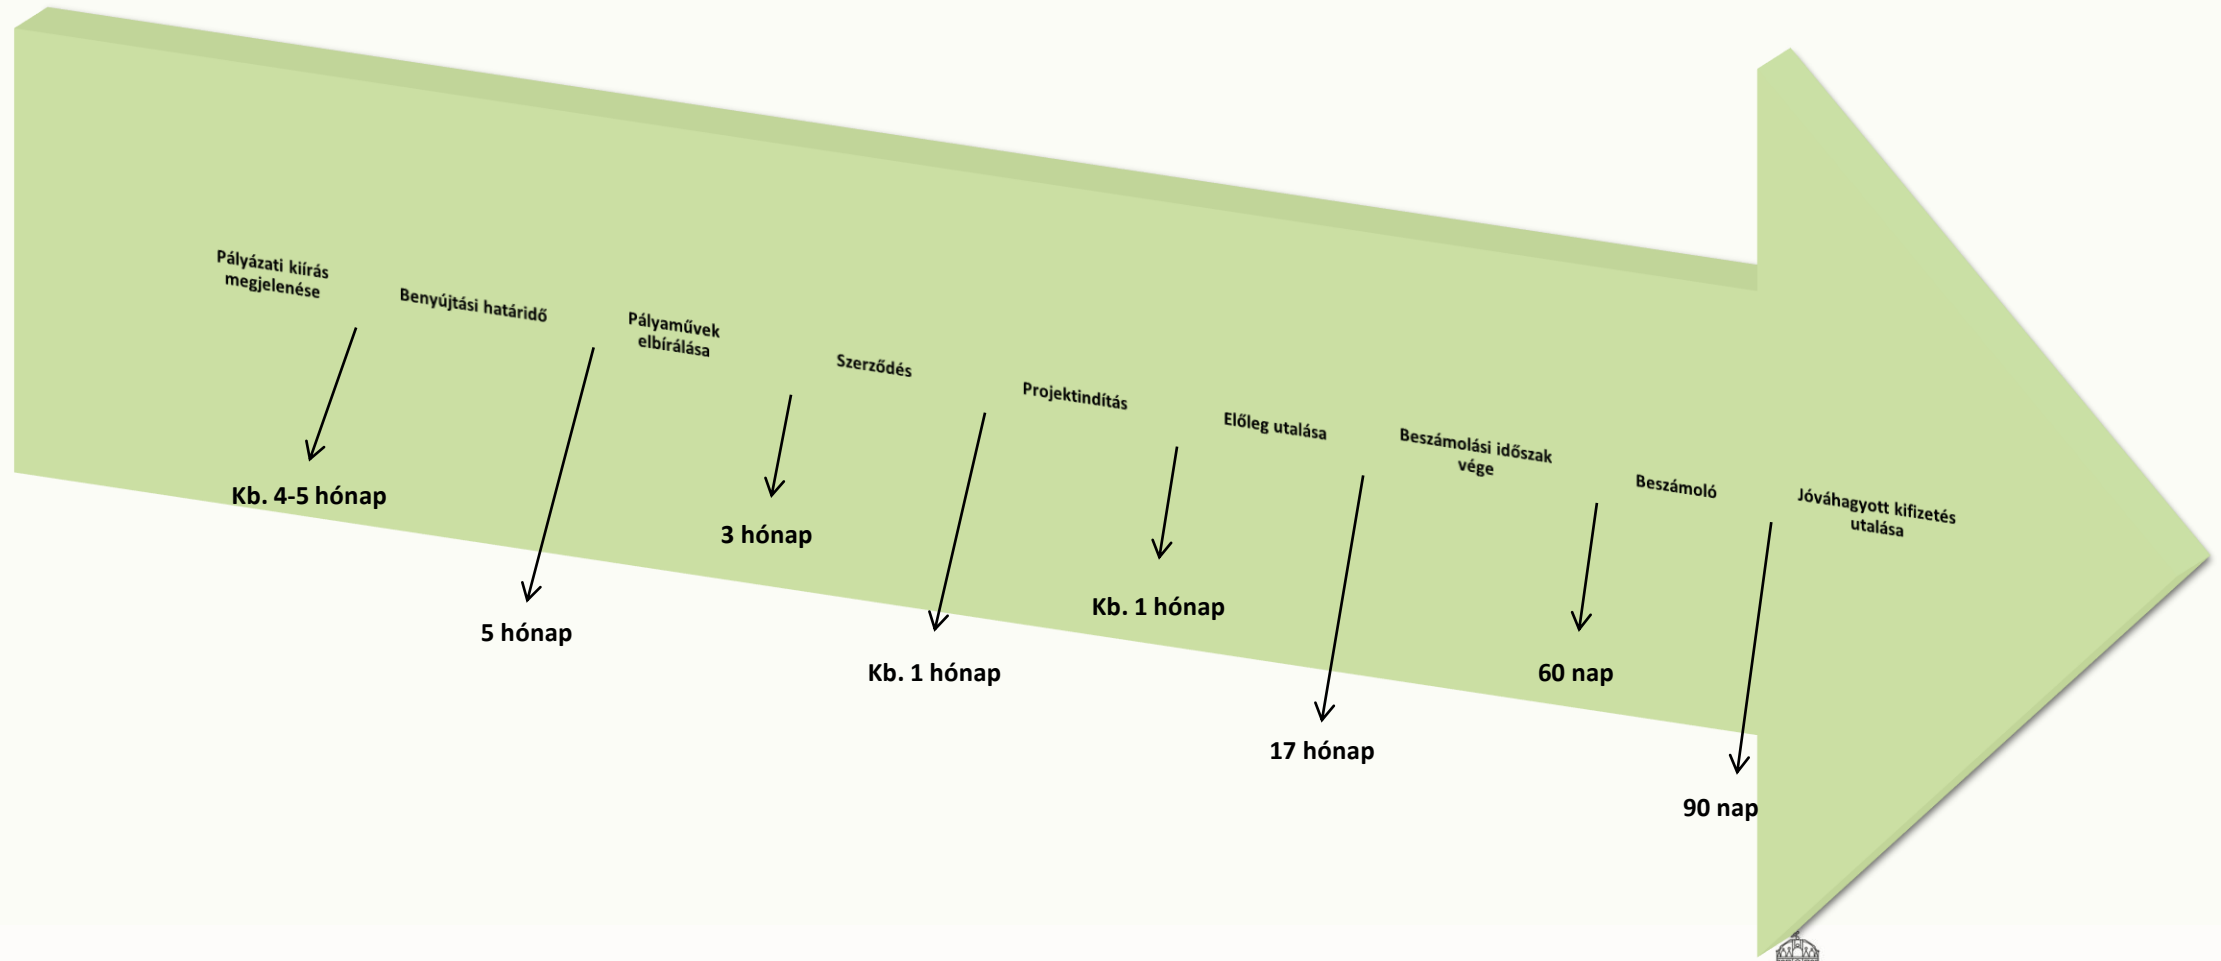 Pályázati kiírás
megjelenése
Benyújtási határidő
Pályaművek
elbírálása
Szerződés
Projektindítás
Előleg utalása
Beszámolási időszak
vége
Beszámoló
Jóváhagyott kifizetés
utalása
Kb. 4-5 hónap
5 hónap
3 hónap
Kb. 1 hónap
Kb. 1 hónap
17 hónap
60 nap
90 nap